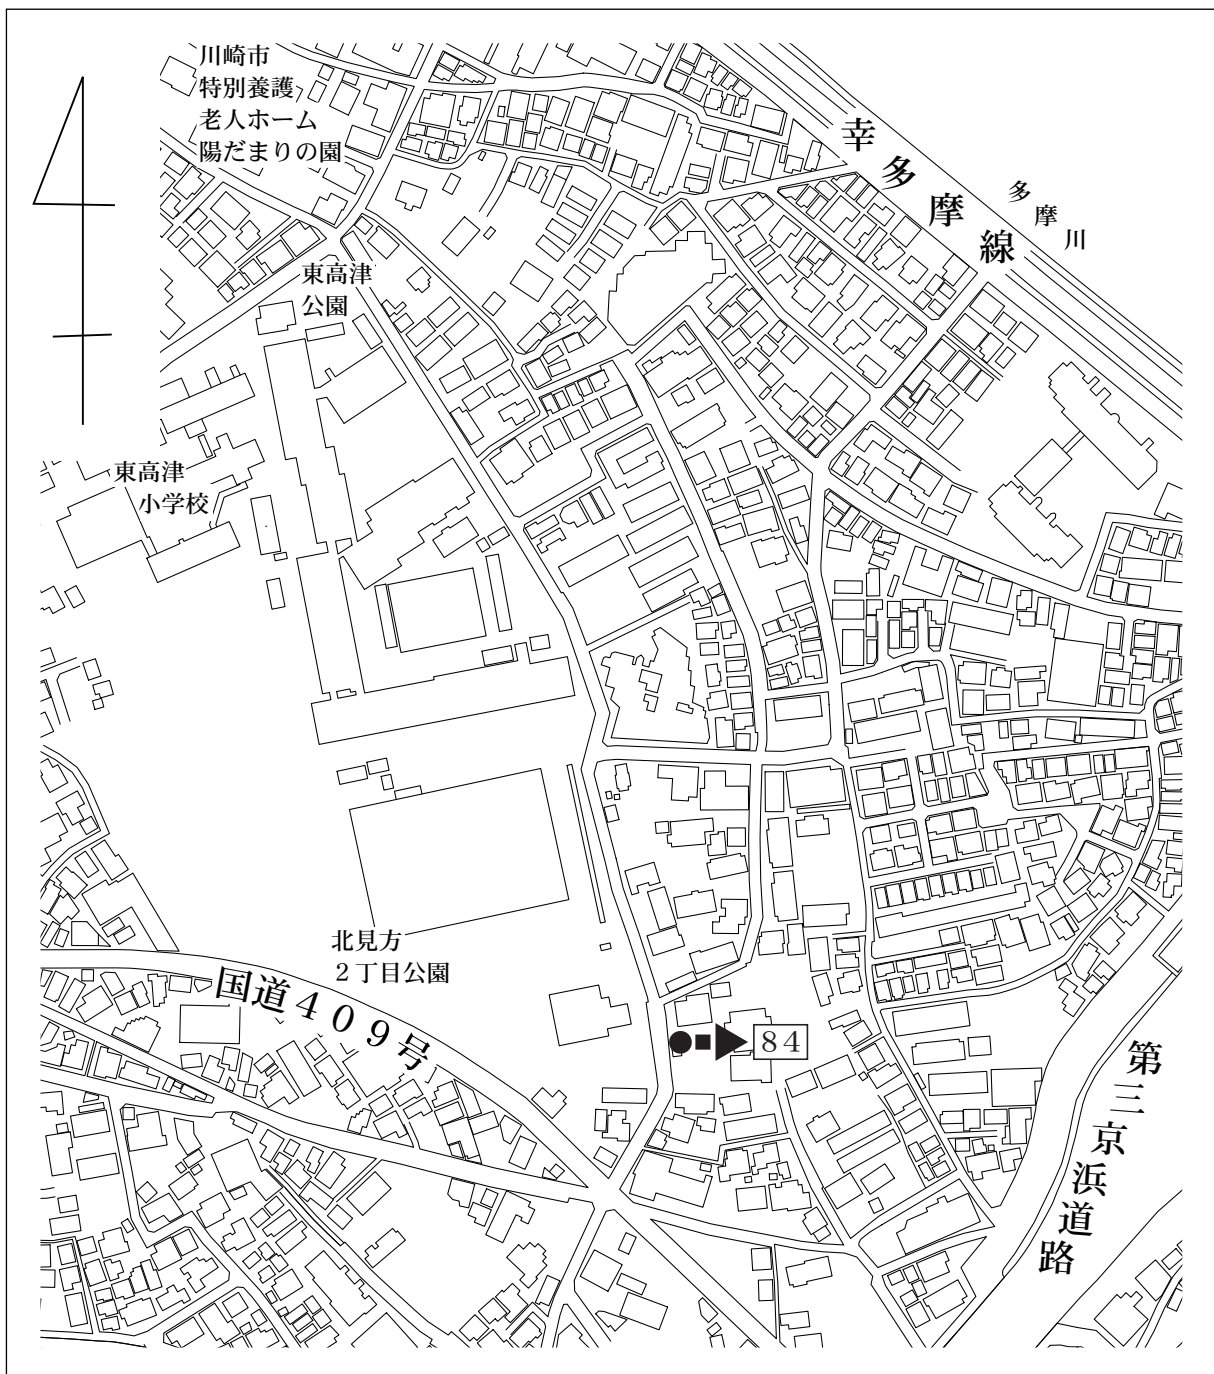 川崎市
特別養護
老人ホーム
陽だまりの園
幸多摩線
多摩川
東高津
公園
東高津
小学校
北見方
２丁目公園
国道４０９号
84
第三京浜道路